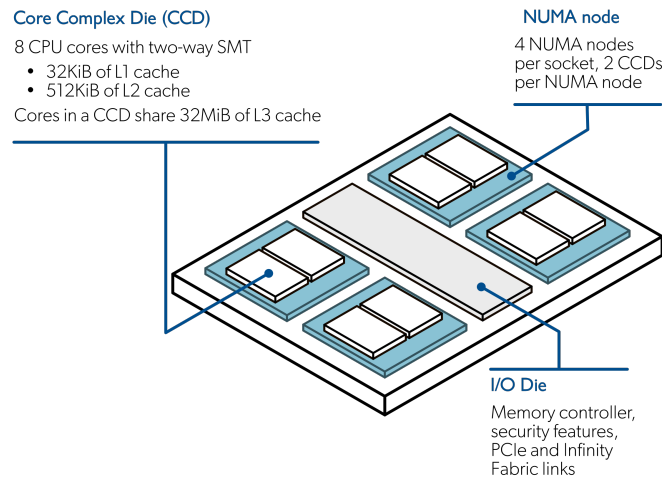 Core Complex Die (CCD)
8 CPU cores with two-way SMT
• 32KiB of L1 cache
• 512KiB of L2 cache
Cores in a CCD share 32MiB of L3 cache
NUMA node
4 NUMA nodes
per socket, 2 CCDs
per NUMA node
I/O Die
Memory controller,
security features,
PCIe and Infinity
Fabric links